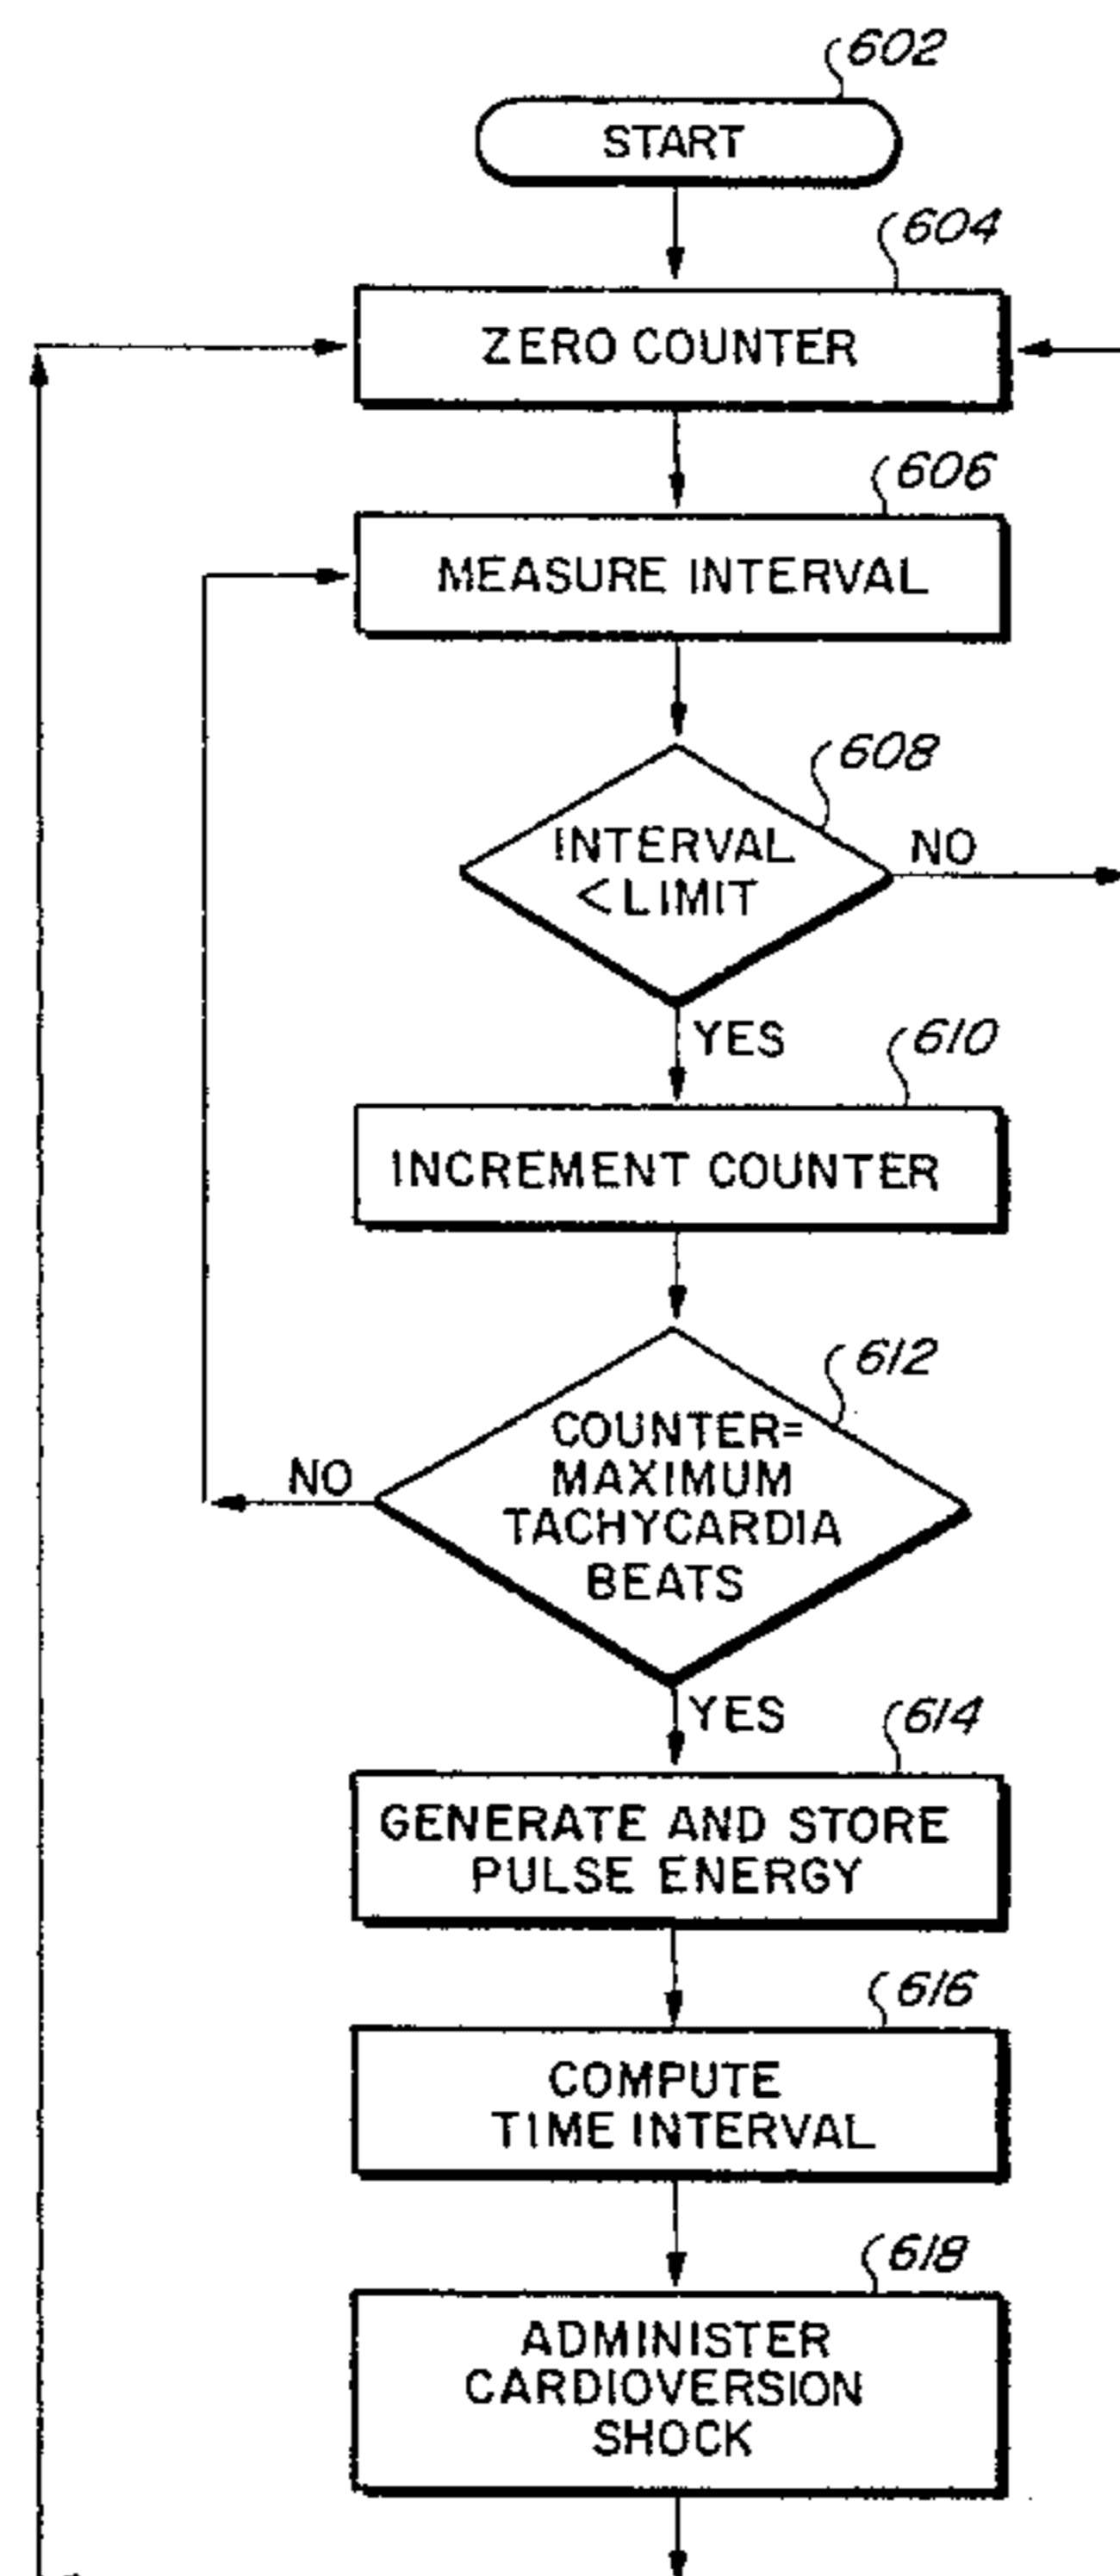 602
START
604
ZERO COUNTER
606
MEASURE INTERVAL
608
INTERVAL
< LIMIT
NO
YES
610
INCREMENT COUNTER
612
COUNTER=
MAXIMUM
TACHYCARDIA
BEATS
NO
YES
614
GENERATE AND STORE
PULSE ENERGY
616
COMPUTE
TIME INTERVAL
618
ADMINISTER
CARDIOVERSION
SHOCK